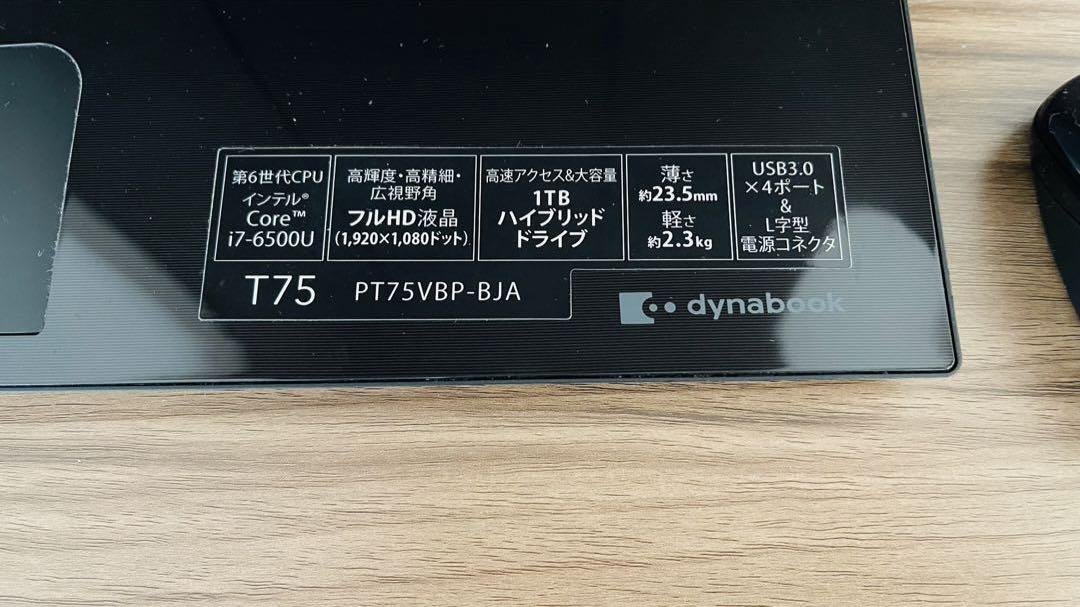 第6世代CPU
インテル®
Core™
i7-6500U
高輝度・高精細・
広視野角
フルHD液晶
(1,920×1,080ドット)
高速アクセス&大容量
1TB
ハイブリッド
ドライブ
薄さ
約23.5mm
軽さ
約2.3kg
USB3.0
×4ポート
&
L字型
電源コネクタ
T75 PT75VBP-BJA
dynabook